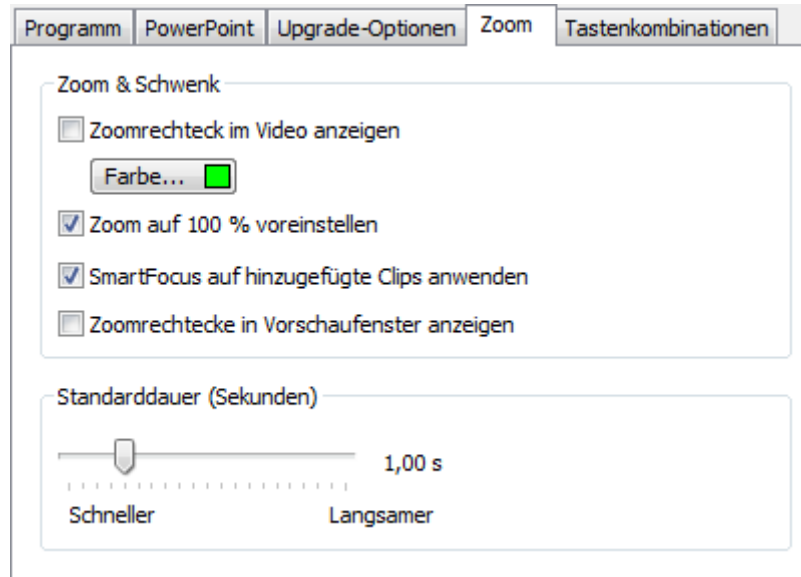 Programm PowerPoint Upgrade-Optionen Zoom Tastenkombinationen
Zoom & Schwenk
Zoomrechteck im Video anzeigen
Farbe...
Zoom auf 100 % voreinstellen
SmartFocus auf hinzugefügte Clips anwenden
Zoomrechtecke in Vorschaufenster anzeigen
Standarddauer (Sekunden)
1,00 s
Schneller Langsamer